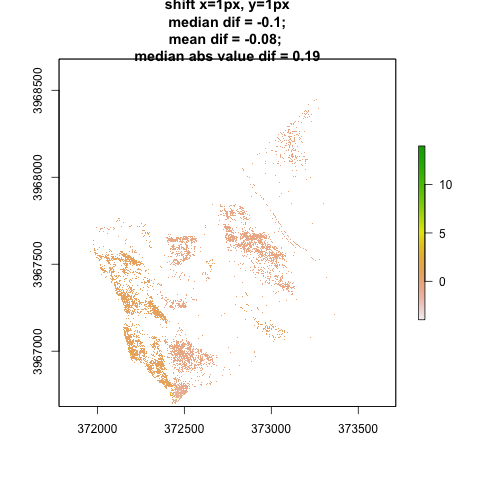 shift x=1px, y=1px
median dif = -0.1;
mean dif = -0.08;
median abs value dif = 0.19
3968500
3968000
3967500
3967000
10
5
0
372000
372500
373000
373500